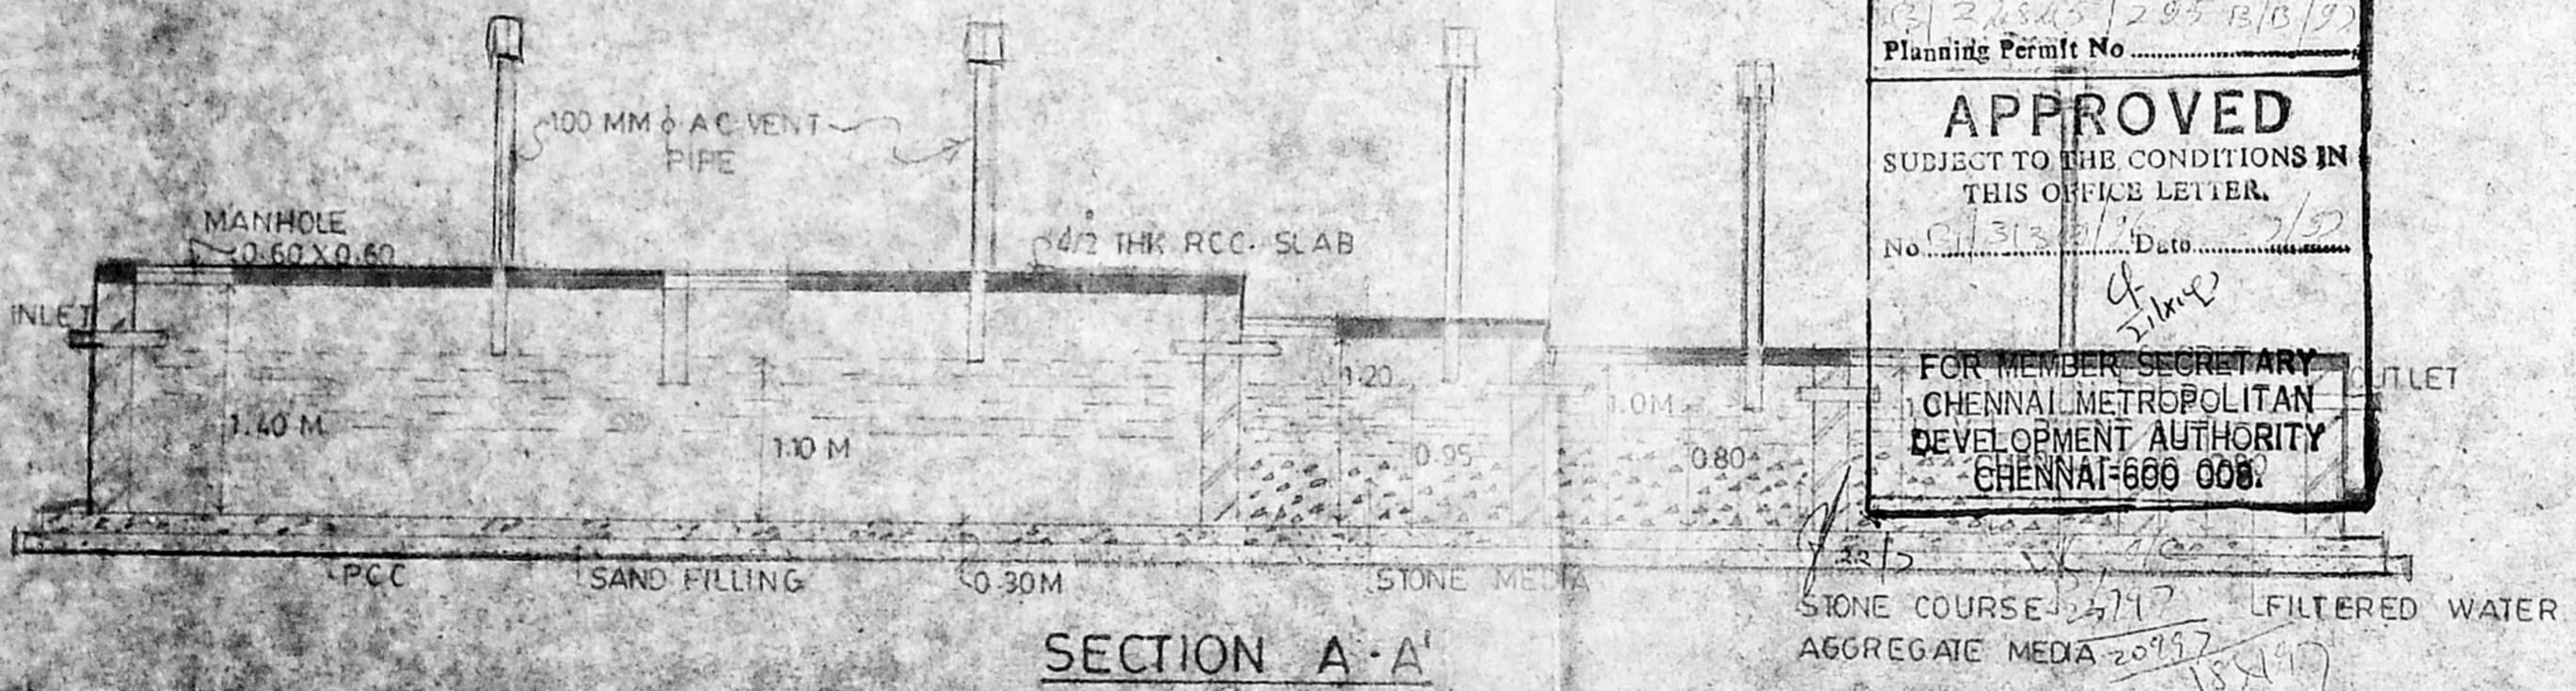 Planning Permit No
APPROVED
SUBJECT TO THE CONDITIONS IN
THIS OFFICE LETTER.
No Date
FOR MEMBER SECRETARY
CHENNAI METROPOLITAN
DEVELOPMENT AUTHORITY
CHENNAI-600 008.
100 MM ϕ A C VENT
PIPE
MANHOLE
0.60 X 0.60
4½ THK RCC. SLAB
INLET
OUTLET
1.40 M
1.10 M
1.20
0.95
1.0M
0.80
PCC
SAND FILLING
0.30M
STONE MEDIA
STONE COURSE
AGGREGATE MEDIA
FILTERED WATER
22/7
SECTION A-A'